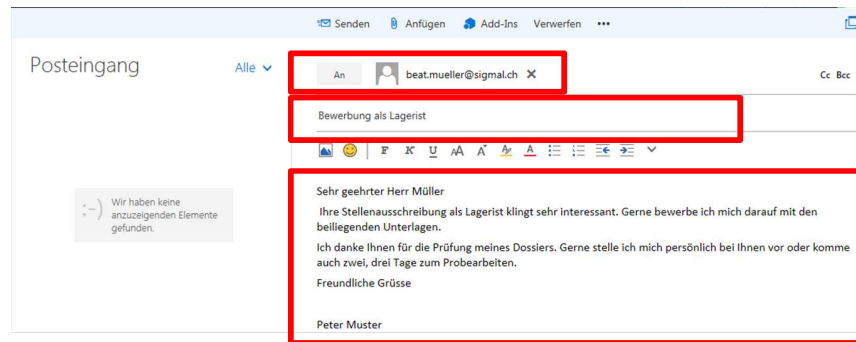 Senden Anfügen Add-Ins Verwerfen •••
Posteingang Alle
An beat.mueller@sigmal.ch ✕ Cc Bcc
Bewerbung als Lagerist
F K U AA A Ay A
:-) Wir haben keine
anzuzeigenden Elemente
gefunden.
Sehr geehrter Herr Müller
Ihre Stellenausschreibung als Lagerist klingt sehr interessant. Gerne bewerbe ich mich darauf mit den
beiliegenden Unterlagen.
Ich danke Ihnen für die Prüfung meines Dossiers. Gerne stelle ich mich persönlich bei Ihnen vor oder komme
auch zwei, drei Tage zum Probearbeiten.
Freundliche Grüsse
Peter Muster